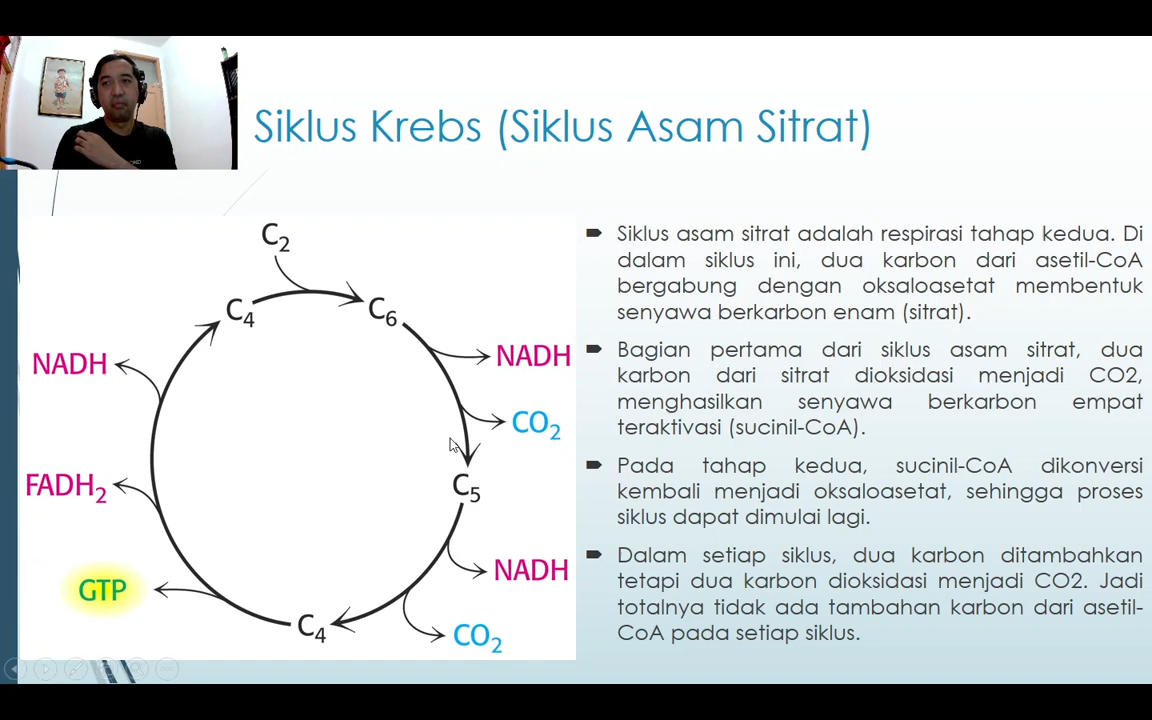 Siklus Krebs (Siklus Asam Sitrat)
C2
C4
C6
NADH
NADH
CO2
FADH2
C5
GTP
NADH
C4
CO2
Siklus asam sitrat adalah respirasi tahap kedua. Di
dalam siklus ini, dua karbon dari asetil-CoA
bergabung dengan oksaloasetat membentuk
senyawa berkarbon enam (sitrat).
Bagian pertama dari siklus asam sitrat, dua
karbon dari sitrat dioksidasi menjadi CO2,
menghasilkan senyawa berkarbon empat
teraktivasi (sucinil-CoA).
Pada tahap kedua, sucinil-CoA dikonversi
kembali menjadi oksaloasetat, sehingga proses
siklus dapat dimulai lagi.
Dalam setiap siklus, dua karbon ditambahkan
tetapi dua karbon dioksidasi menjadi CO2. Jadi
totalnya tidak ada tambahan karbon dari asetil-
CoA pada setiap siklus.